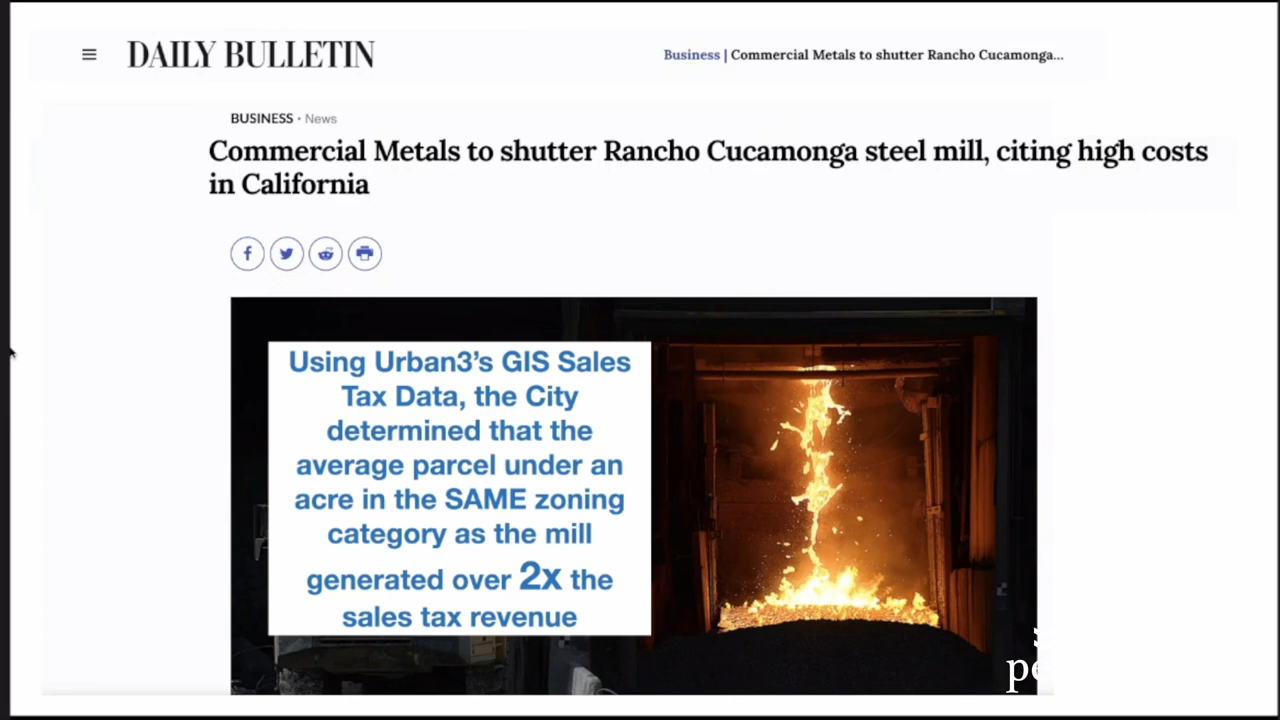 DAILY BULLETIN
Business | Commercial Metals to shutter Rancho Cucamonga...
BUSINESS • News
Commercial Metals to shutter Rancho Cucamonga steel mill, citing high costs
in California
Using Urban3’s GIS Sales
Tax Data, the City
determined that the
average parcel under an
acre in the SAME zoning
category as the mill
generated over 2x the
sales tax revenue